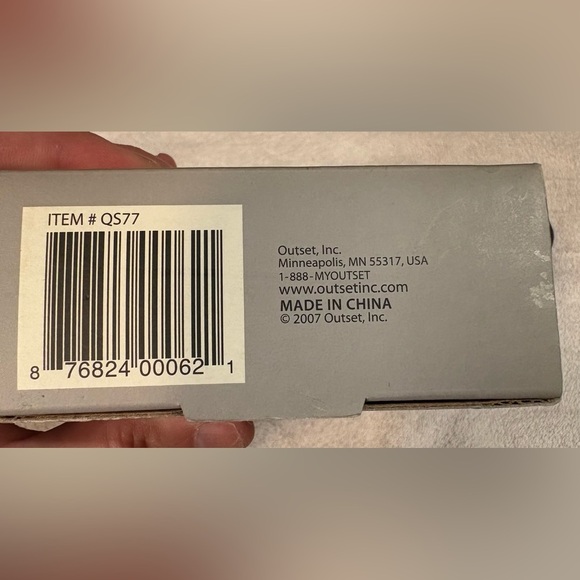 ITEM # QS77
8 76824 00062 1
Outset, Inc.
Minneapolis, MN 55317, USA
1-888-MYOUTSET
www.outsetinc.com
MADE IN CHINA
© 2007 Outset, Inc.